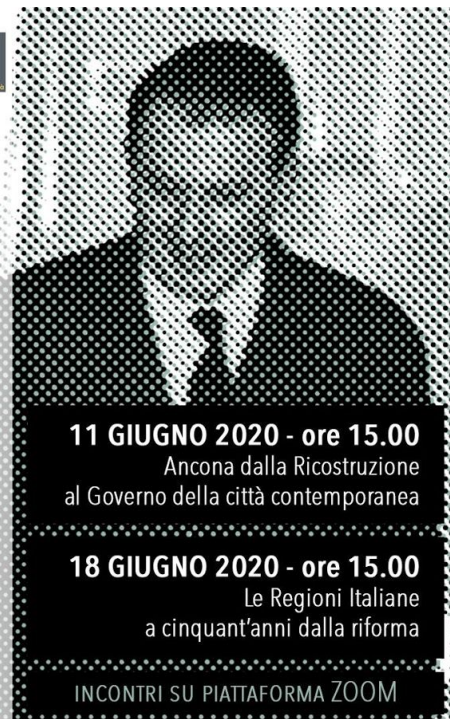 11 GIUGNO 2020 - ore 15.00
Ancona dalla Ricostruzione
al Governo della città contemporanea
18 GIUGNO 2020 - ore 15.00
Le Regioni Italiane
a cinquant'anni dalla riforma
INCONTRI SU PIATTAFORMA ZOOM